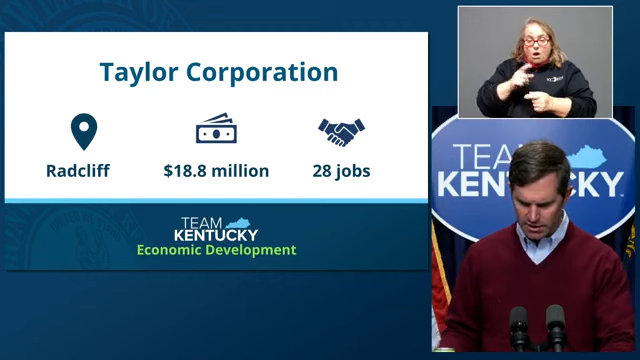 Taylor Corporation
Radcliff
$18.8 million
28 jobs
TEAM
KENTUCKY
Economic Development
TEAM
KENTUCKY